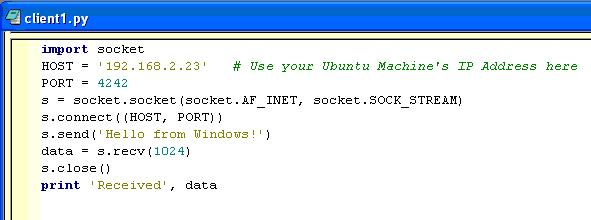 client1.py
import socket
HOST = '192.168.2.23'   # Use your Ubuntu Machine's IP Address here
PORT = 4242
s = socket.socket(socket.AF_INET, socket.SOCK_STREAM)
s.connect((HOST, PORT))
s.send('Hello from Windows!')
data = s.recv(1024)
s.close()
print 'Received', data